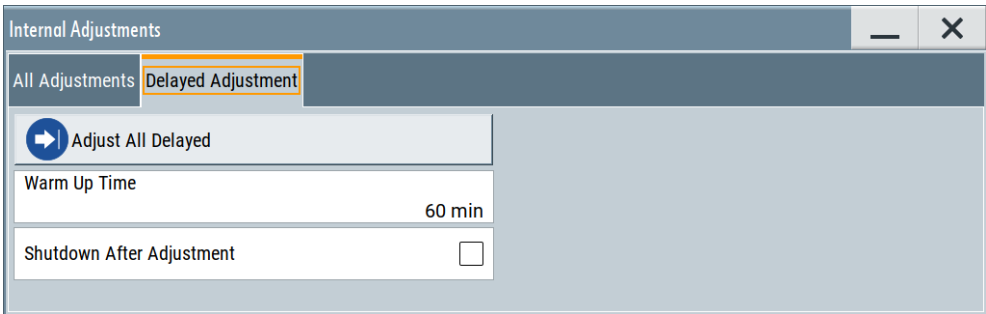 Internal Adjustments
All Adjustments Delayed Adjustment
Adjust All Delayed
Warm Up Time
60 min
Shutdown After Adjustment